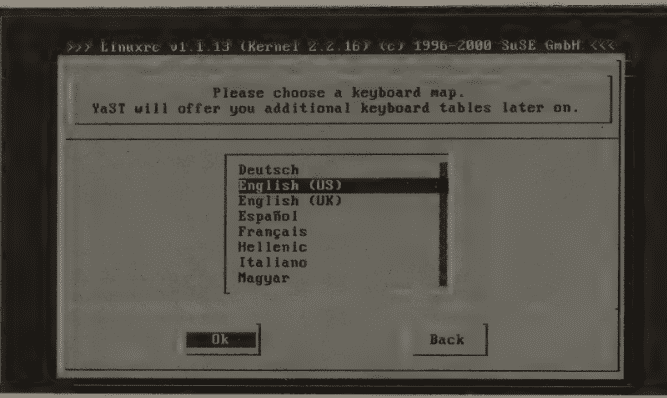 >>> Linuxrc v1.1.13 (Kernel 2.2.16) (c) 1996-2000 SuSE GmbH <<<
Please choose a keyboard map.
YaST will offer you additional keyboard tables later on.
Deutsch
English (US)
English (UK)
Español
Français
Hellenic
Italiano
Magyar
Ok
Back